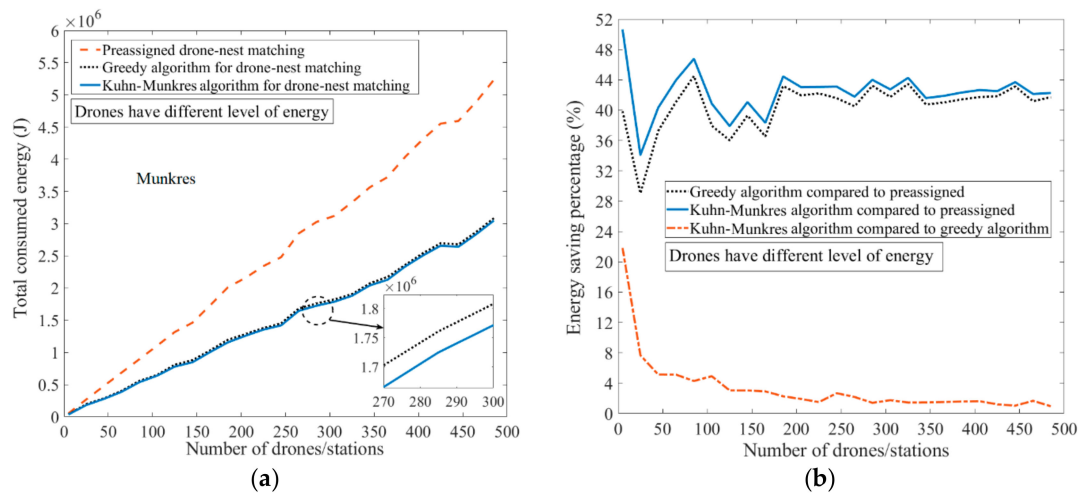 ×10⁶
6
5.5
5
4.5
4
3.5
3
2.5
2
1.5
1
0.5
0
Total consumed energy (J)
Preassigned drone-nest matching
Greedy algorithm for drone-nest matching
Kuhn-Munkres algorithm for drone-nest matching
Drones have different level of energy
Munkres
×10⁶
1.8
1.75
1.7
270 280 290 300
0 50 100 150 200 250 300 350 400 450 500
Number of drones/stations
(a)
52
48
44
40
36
32
28
24
20
16
12
8
4
0
Energy saving percentage (%)
Greedy algorithm compared to preassigned
Kuhn-Munkres algorithm compared to preassigned
Kuhn-Munkres algorithm compared to greedy algorithm
Drones have different level of energy
0 50 100 150 200 250 300 350 400 450 500
Number of drones/stations
(b)